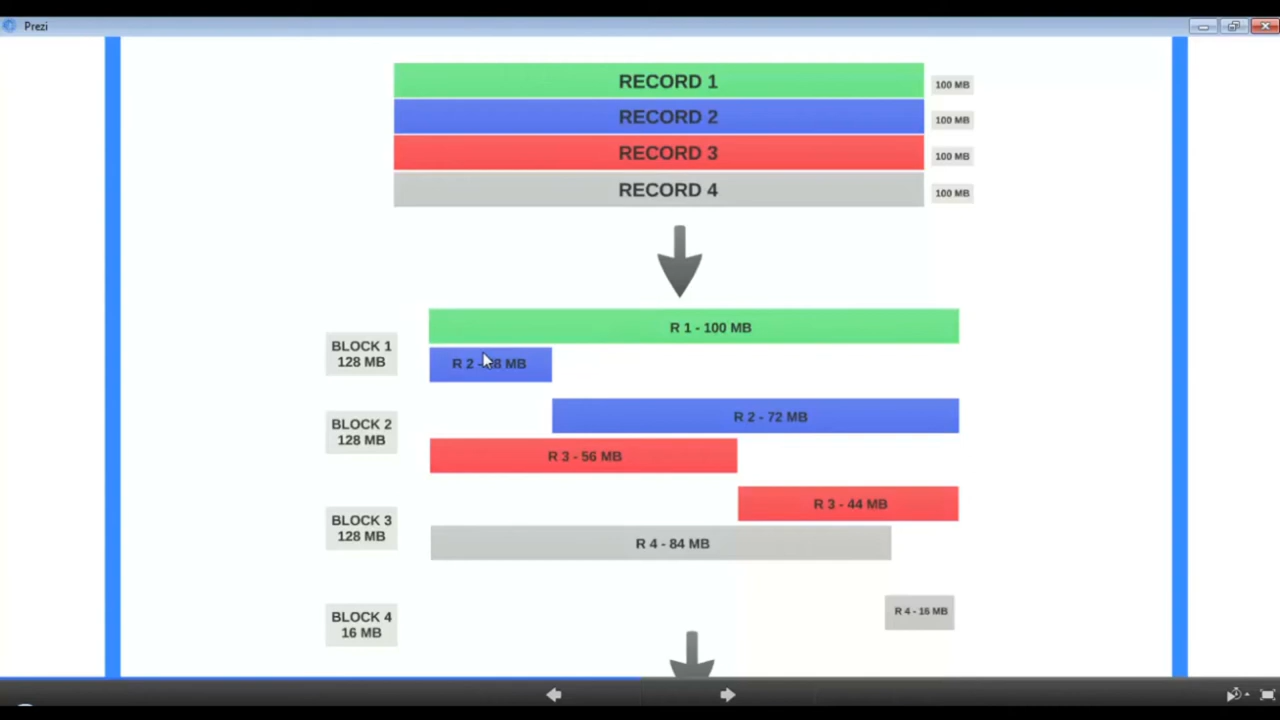 Prezi
RECORD 1
100 MB
RECORD 2
100 MB
RECORD 3
100 MB
RECORD 4
100 MB
R 1 - 100 MB
BLOCK 1
128 MB
R 2 - 8 MB
R 2 - 72 MB
BLOCK 2
128 MB
R 3 - 56 MB
R 3 - 44 MB
BLOCK 3
128 MB
R 4 - 84 MB
R 4 - 16 MB
BLOCK 4
16 MB